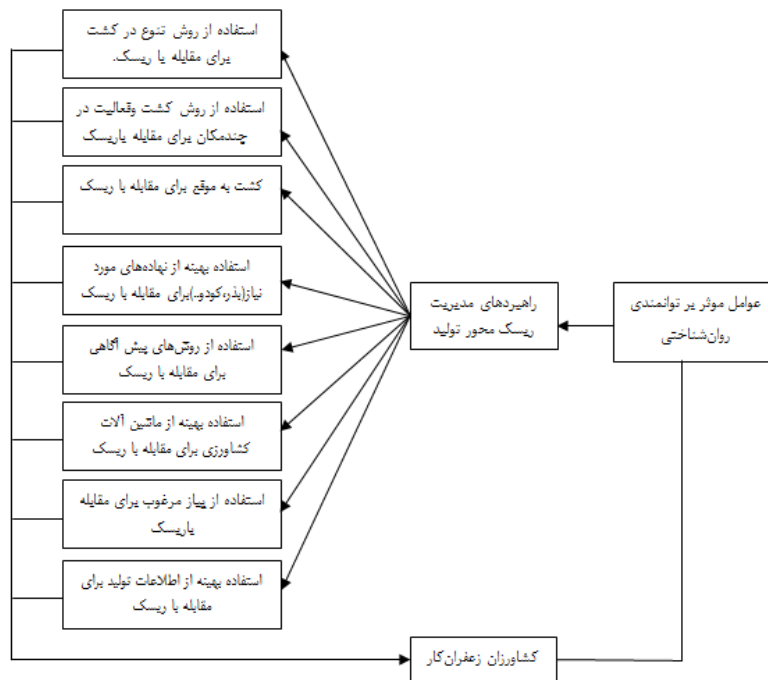 استفاده از روش تنوع در کشت
برای مقابله با ریسک.
استفاده از روش کشت وفعالیت در
چندمکان برای مقابله باریسک
کشت به موقع برای مقابله با ریسک
استفاده بهینه از نهاده‌های مورد
نیاز(بذر،کودو..)برای مقابله با ریسک
استفاده از روش‌های پیش آگاهی
برای مقابله با ریسک
استفاده بهینه از ماشین آلات
کشاورزی برای مقابله با ریسک
استفاده از پیاز مرغوب برای مقابله
باریسک
استفاده بهینه از اطلاعات تولید برای
مقابله با ریسک
راهبردهای مدیریت
ریسک محور تولید
عوامل موثر بر توانمندی
روان‌شناختی
کشاورزان زعفران‌کار